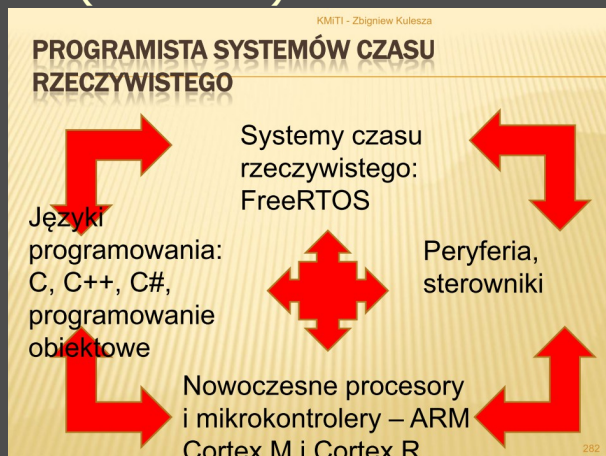 KMiTI - Zbigniew Kulesza
PROGRAMISTA SYSTEMÓW CZASU
RZECZYWISTEGO
Systemy czasu
rzeczywistego:
FreeRTOS
Języki
programowania:
C, C++, C#,
programowanie
obiektowe
Peryferia,
sterowniki
Nowoczesne procesory
i mikrokontrolery – ARM
Cortex M i Cortex R
282